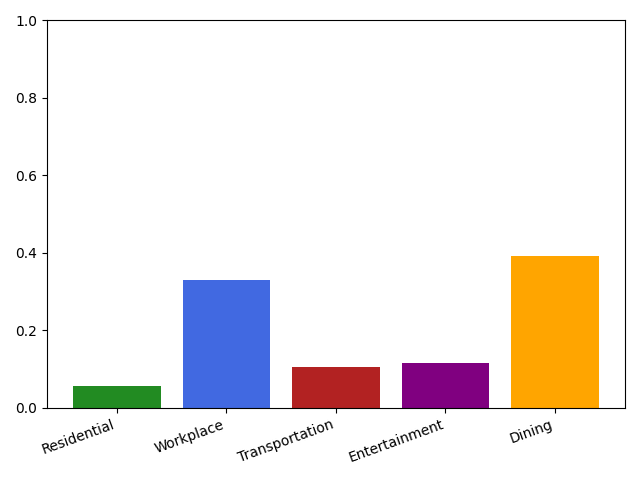 1.0
0.8
0.6
0.4
0.2
0.0
Residential
Workplace
Transportation
Entertainment
Dining